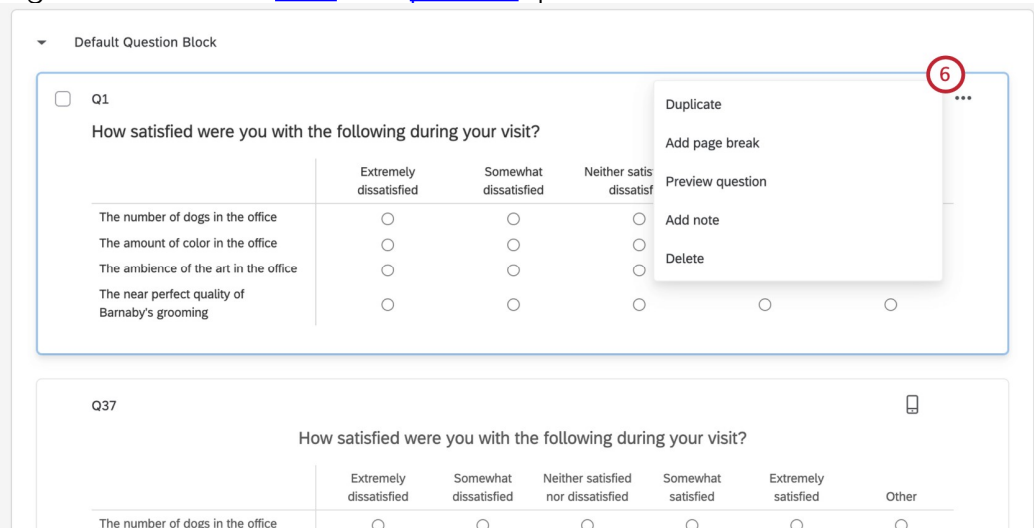 Default Question Block
6
Q1
Duplicate
How satisfied were you with the following during your visit?
Add page break
Extremely Somewhat Neither satis
dissatisfied dissatisfied dissatisf
Preview question
The number of dogs in the office
Add note
The amount of color in the office
Delete
The ambience of the art in the office
The near perfect quality of
Barnaby's grooming
Q37
How satisfied were you with the following during your visit?
Extremely Somewhat Neither satisfied Somewhat Extremely
dissatisfied dissatisfied nor dissatisfied satisfied satisfied Other
The number of dogs in the office